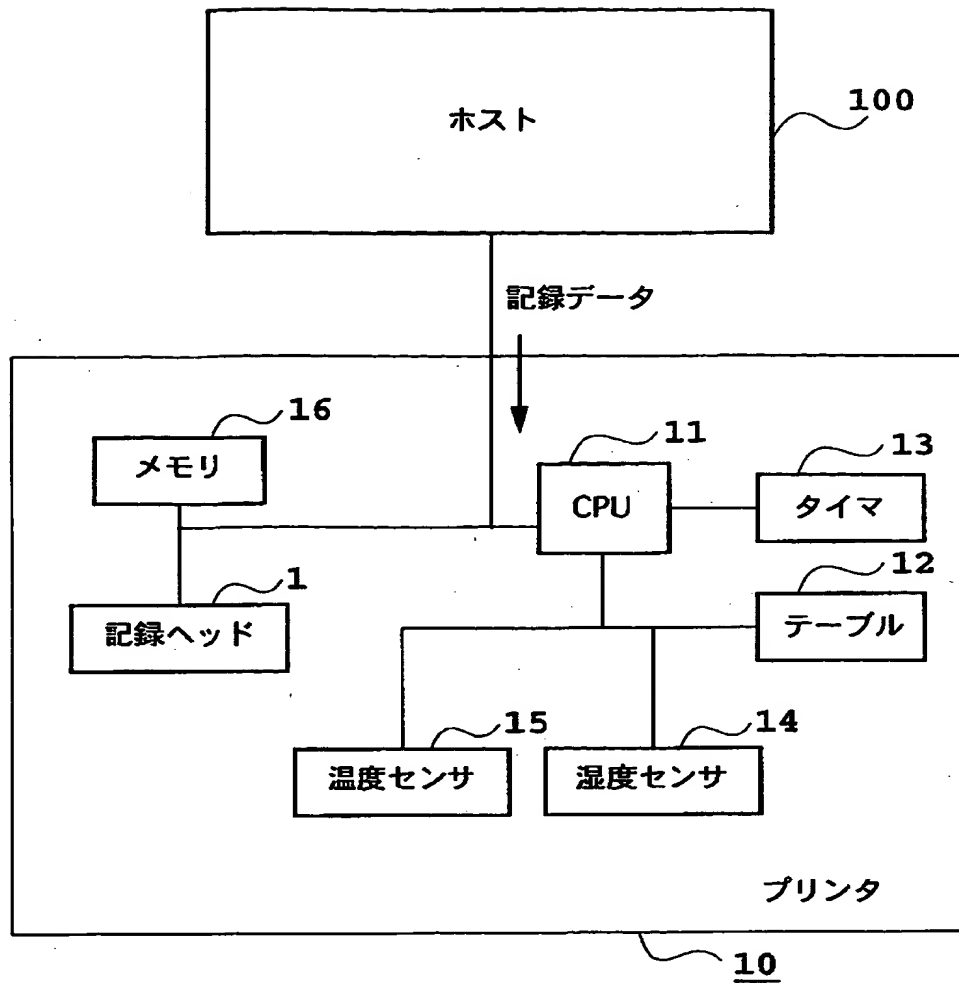 ホスト
100
記録データ
16
メモリ
11
CPU
13
タイマ
1
記録ヘッド
12
テーブル
15
温度センサ
14
湿度センサ
プリンタ
10